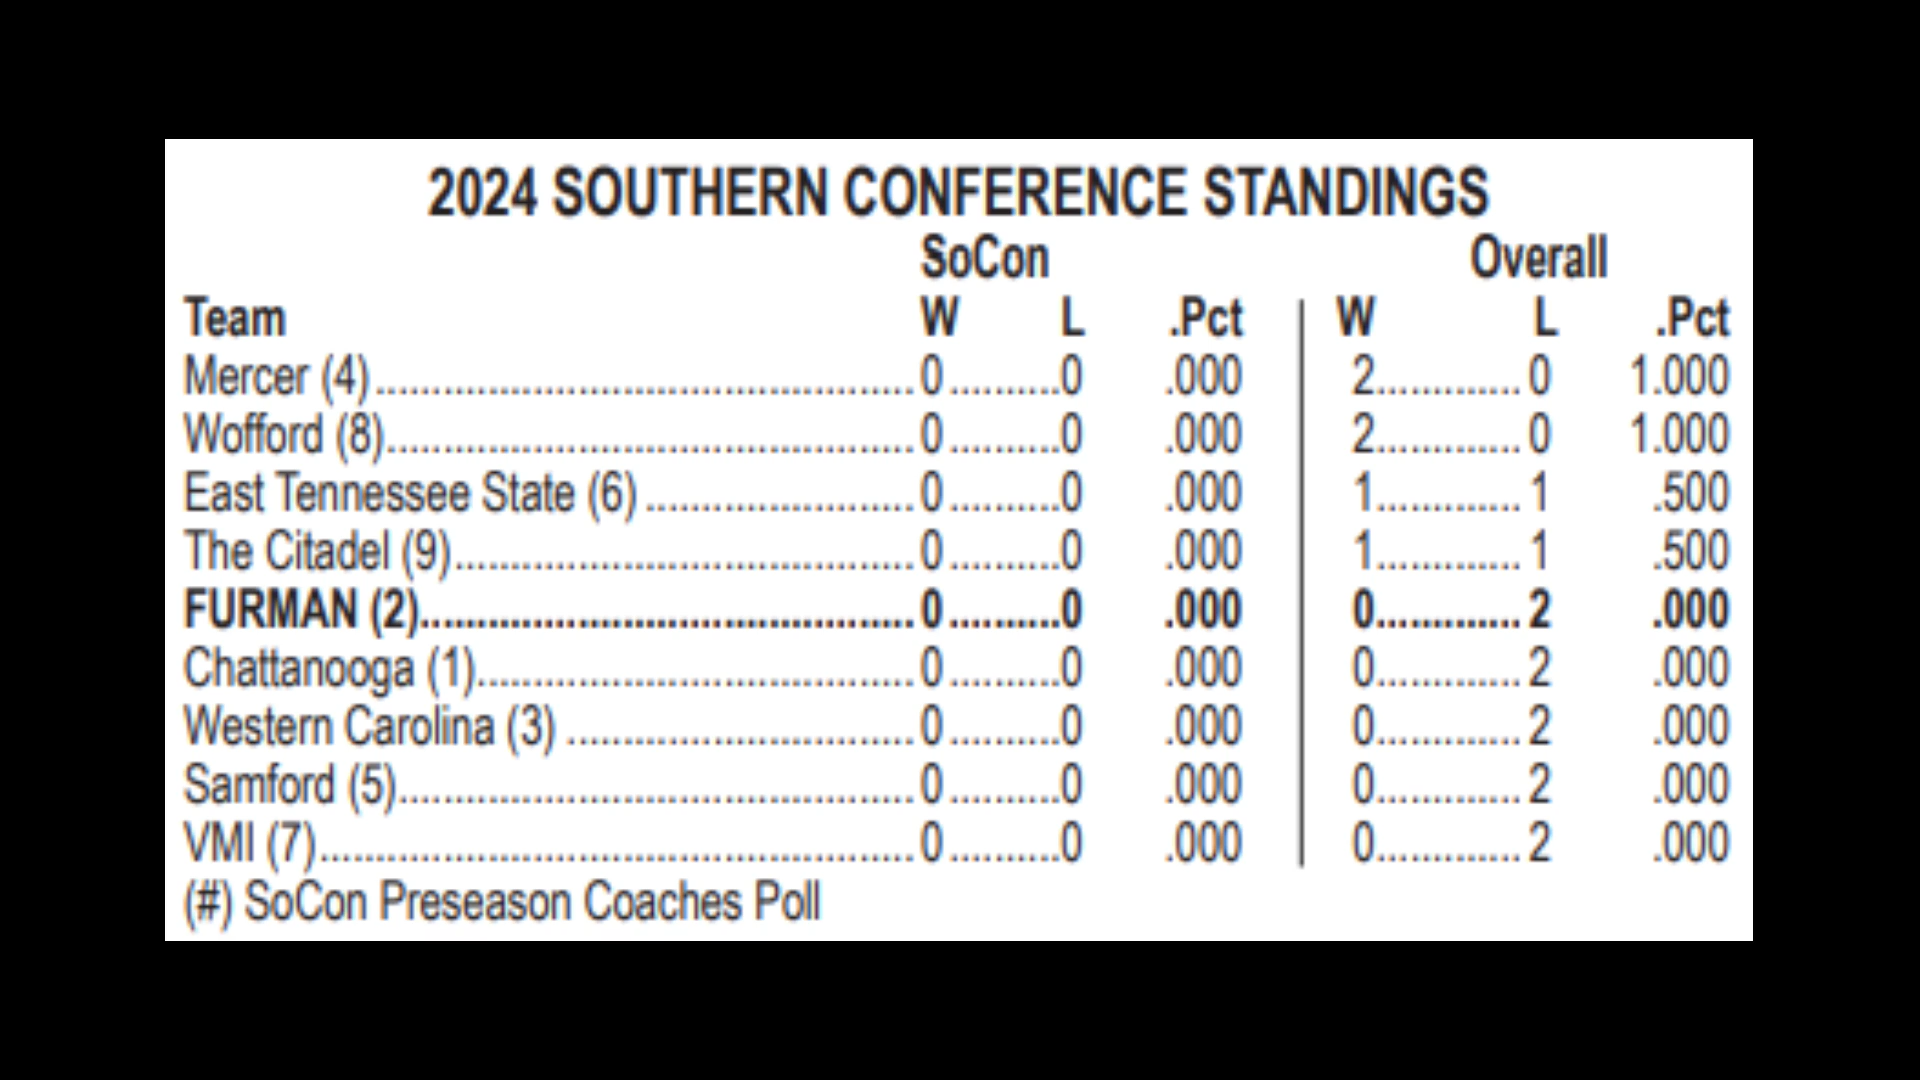 2024 SOUTHERN CONFERENCE STANDINGS
SoCon Overall
Team W L .Pct W L .Pct
Mercer (4)................................................0..........0 .000 2.............0 1.000
Wofford (8)...............................................0..........0 .000 2.............0 1.000
East Tennessee State (6) ........................0..........0 .000 1.............1 .500
The Citadel (9).........................................0..........0 .000 1.............1 .500
FURMAN (2)............................................0..........0 .000 0.............2 .000
Chattanooga (1).......................................0..........0 .000 0.............2 .000
Western Carolina (3) ...............................0..........0 .000 0.............2 .000
Samford (5)..............................................0..........0 .000 0.............2 .000
VMI (7).....................................................0..........0 .000 0.............2 .000
(#) SoCon Preseason Coaches Poll